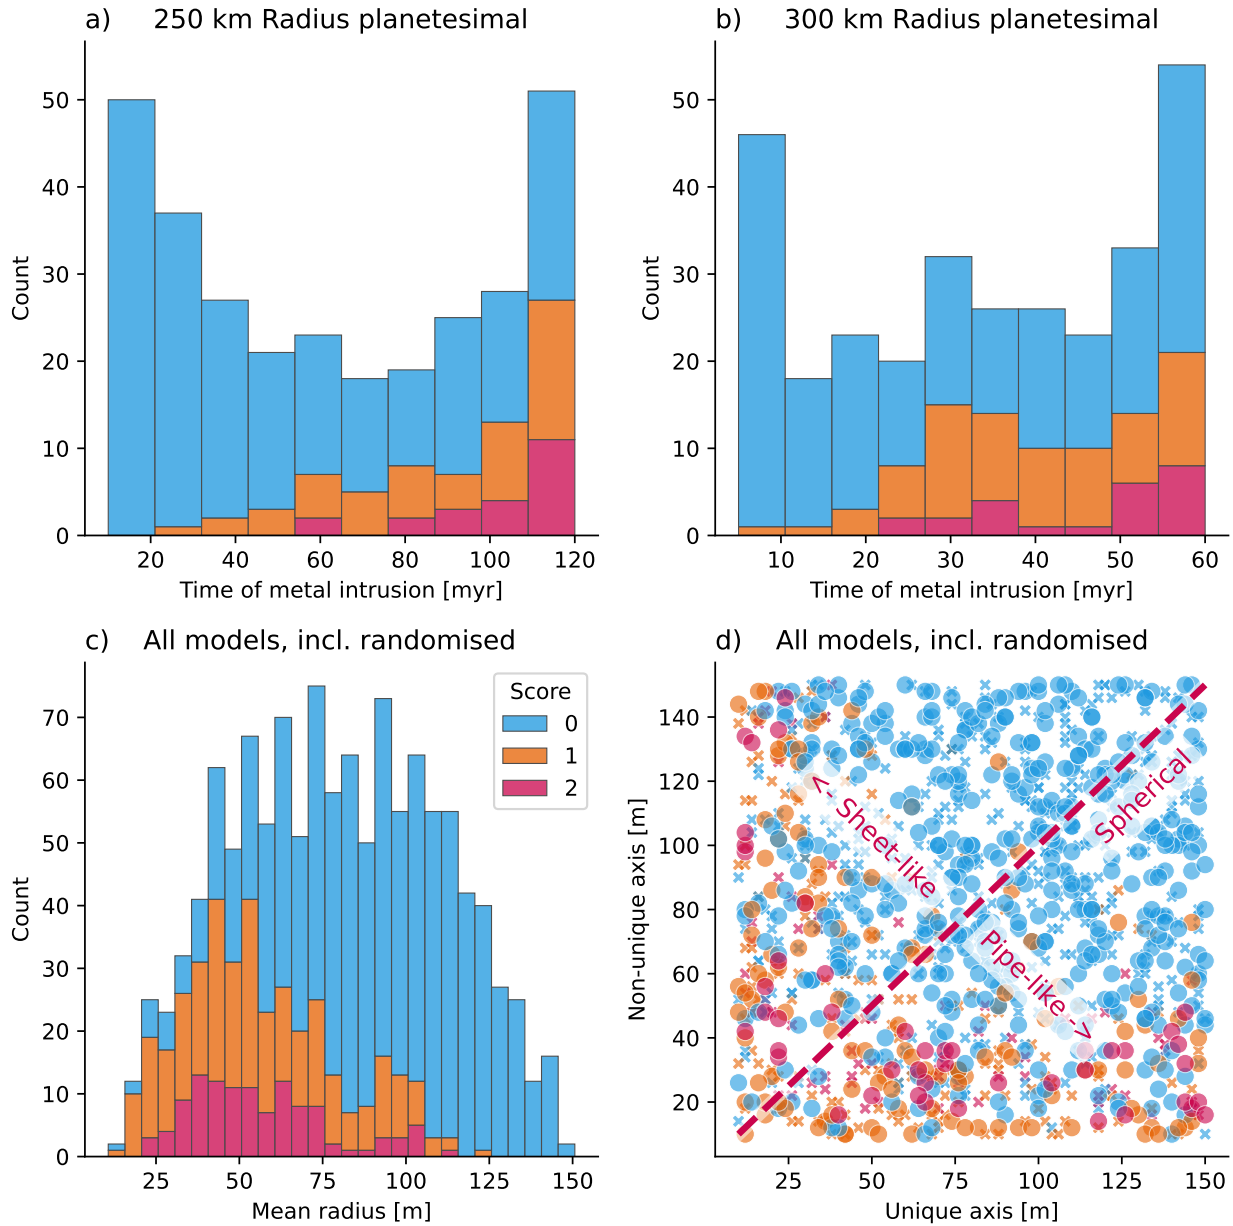 a) 250 km Radius planetesimal
50
40
30
20
10
0
Count
20 40 60 80 100 120
Time of metal intrusion [myr]
b) 300 km Radius planetesimal
50
40
30
20
10
0
Count
10 20 30 40 50 60
Time of metal intrusion [myr]
c) All models, incl. randomised
70
60
50
40
30
20
10
0
Count
Score
0
1
2
25 50 75 100 125 150
Mean radius [m]
d) All models, incl. randomised
140
120
100
80
60
40
20
Non-unique axis [m]
<- Sheet-like
Spherical
Pipe-like ->
25 50 75 100 125 150
Unique axis [m]